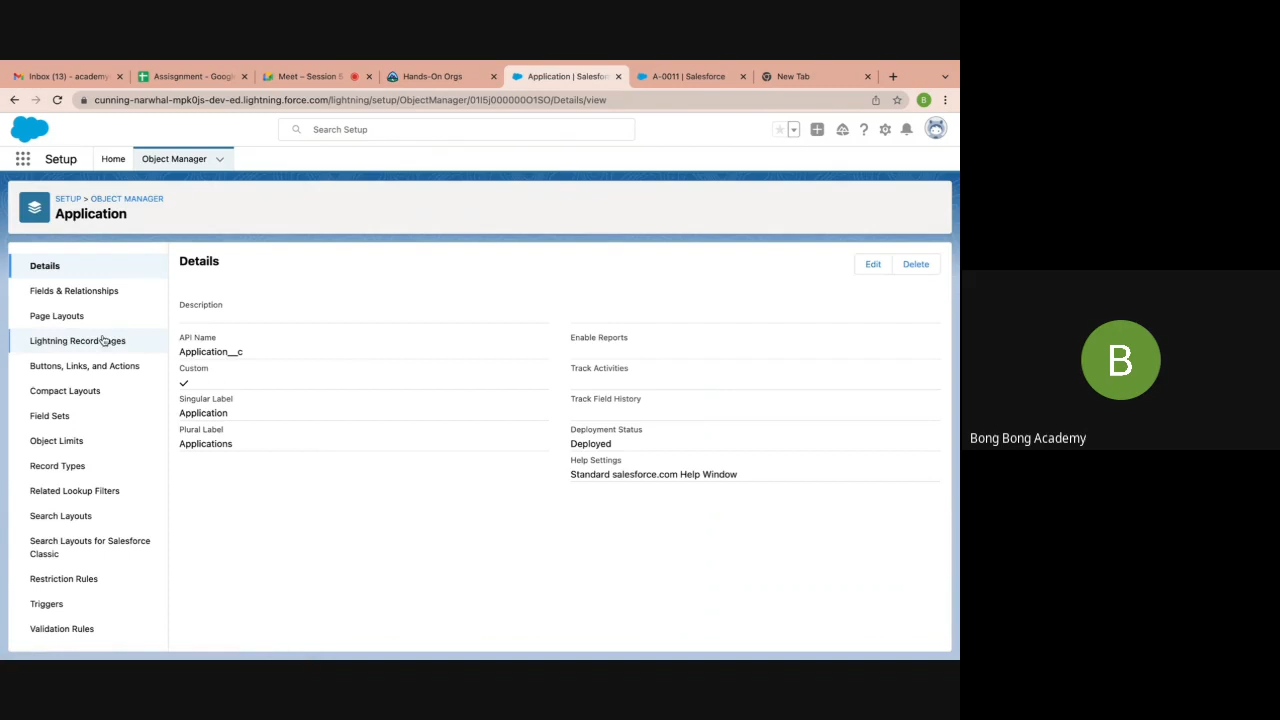 Inbox (13) - academy
Assisgnment - Google
Meet – Session 5
Hands-On Orgs
Application | Salesfor
A-0011 | Salesforce
New Tab
cunning-narwhal-mpk0js-dev-ed.lightning.force.com/lightning/setup/ObjectManager/01I5j000000O1SO/Details/view
B
Search Setup
Setup
Home
Object Manager
SETUP > OBJECT MANAGER
Application
Details
Fields & Relationships
Page Layouts
Lightning Record Pages
Buttons, Links, and Actions
Compact Layouts
Field Sets
Object Limits
Record Types
Related Lookup Filters
Search Layouts
Search Layouts for Salesforce
Classic
Restriction Rules
Triggers
Validation Rules
Details
Edit
Delete
Description
API Name
Application__c
Custom
Singular Label
Application
Plural Label
Applications
Enable Reports
Track Activities
Track Field History
Deployment Status
Deployed
Help Settings
Standard salesforce.com Help Window
B
Bong Bong Academy